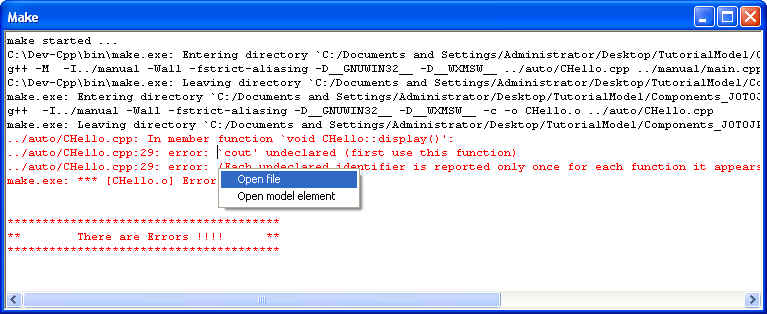 Make
make started ...
C:\Dev-Cpp\bin\make.exe: Entering directory `C:/Documents and Settings/Administrator/Desktop/TutorialModel/C
g++ -M  -I../manual -Wall -fstrict-aliasing -D__GNUWIN32__ -D__WXMSW__ ../auto/CHello.cpp ../manual/main.cpp
C:\Dev-Cpp\bin\make.exe: Leaving directory `C:/Documents and Settings/Administrator/Desktop/TutorialModel/Co
make.exe: Entering directory `C:/Documents and Settings/Administrator/Desktop/TutorialModel/Components_JOTOJP
g++  -I../manual -Wall -fstrict-aliasing -D__GNUWIN32__ -D__WXMSW__ -c -o CHello.o ../auto/CHello.cpp
make.exe: Leaving directory `C:/Documents and Settings/Administrator/Desktop/TutorialModel/Components_JOTOJP
../auto/CHello.cpp: In member function `void CHello::display()':
../auto/CHello.cpp:29: error: `cout' undeclared (first use this function)
../auto/CHello.cpp:29: error: (Each undeclared identifier is reported only once for each function it appears
make.exe: *** [CHello.o] Error
Open file
Open model element
***************************************
**        There are Errors !!!!      **
***************************************